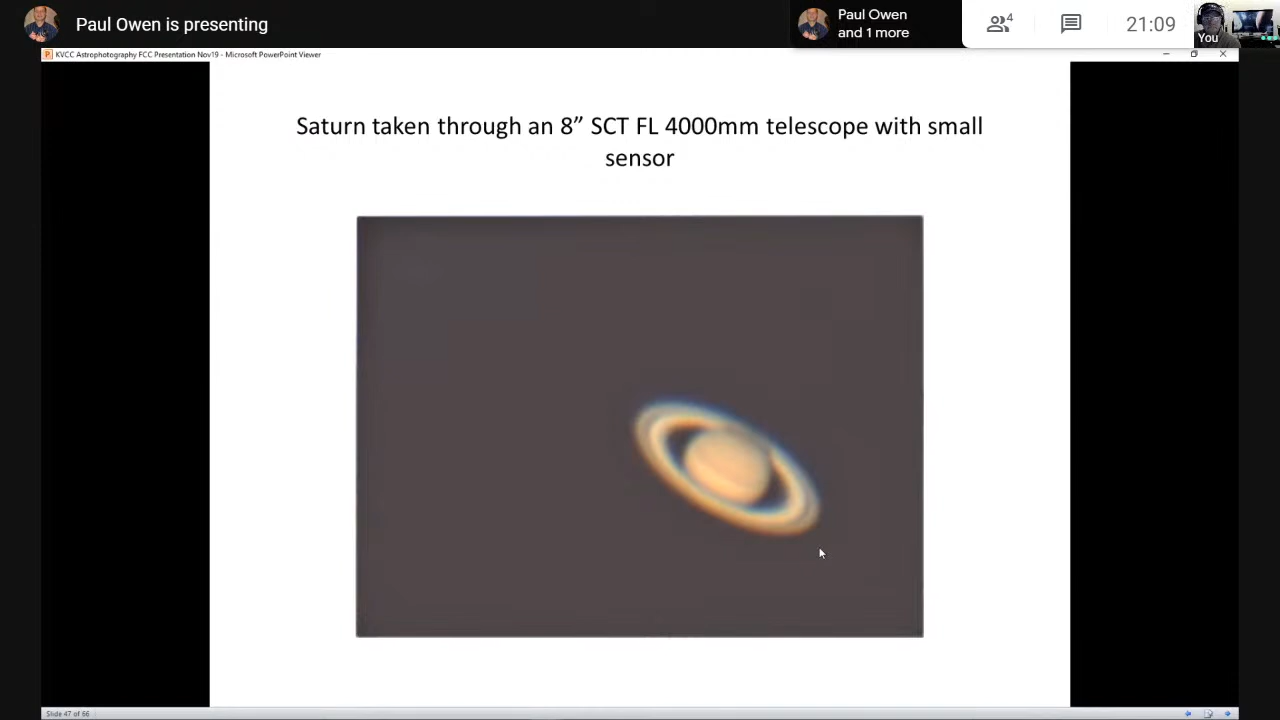 Paul Owen is presenting
Paul Owen
and 1 more
4
21:09
You
KVCC Astrophotography FCC Presentation Nov19 - Microsoft PowerPoint Viewer
Saturn taken through an 8” SCT FL 4000mm telescope with small
sensor
Slide 47 of 66